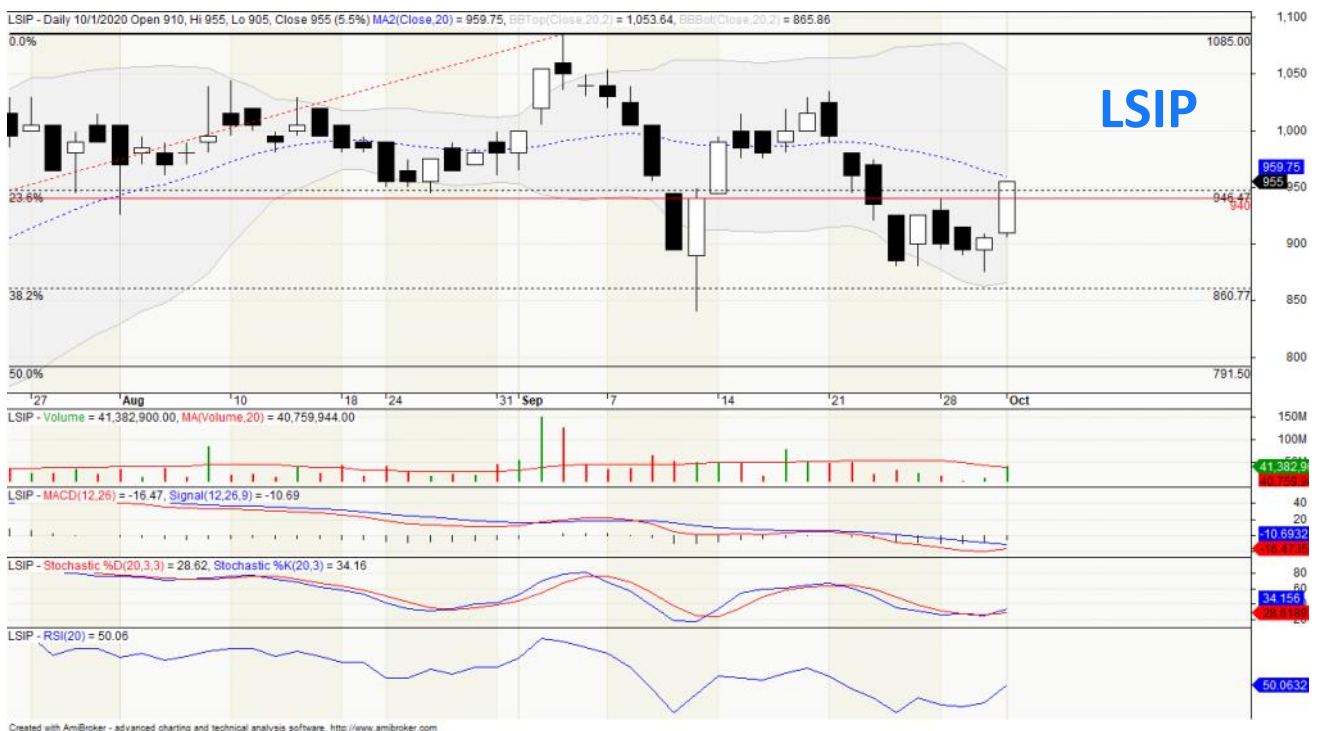 LSIP - Daily 10/1/2020 Open 910, Hi 955, Lo 905, Close 955 (5.5%) MA2(Close,20) = 959.75, BBTop(Close,20,2) = 1,053.64, BBBot(Close,20,2) = 865.86
1,100
0.0%
1085.00
1,050
LSIP
1,000
959.75
955
950
23.6%
946.47
940
900
38.2%
860.77
850
800
50.0%
791.50
27 Aug 10 18 24 31 Sep 7 14 21 28 Oct
LSIP - Volume = 41,382,900.00, MA(Volume,20) = 40,759,944.00
150M
100M
41,382,90
LSIP - MACD(12,26) = -16.47, Signal(12,26,9) = -10.69
40
20
-10.6932
-16.4735
LSIP - Stochastic %D(20,3,3) = 28.62, Stochastic %K(20,3) = 34.16
80
60
34.156
28.6189
20
LSIP - RSI(20) = 50.06
50.0632
Created with AmiBroker - advanced charting and technical analysis software. http://www.amibroker.com